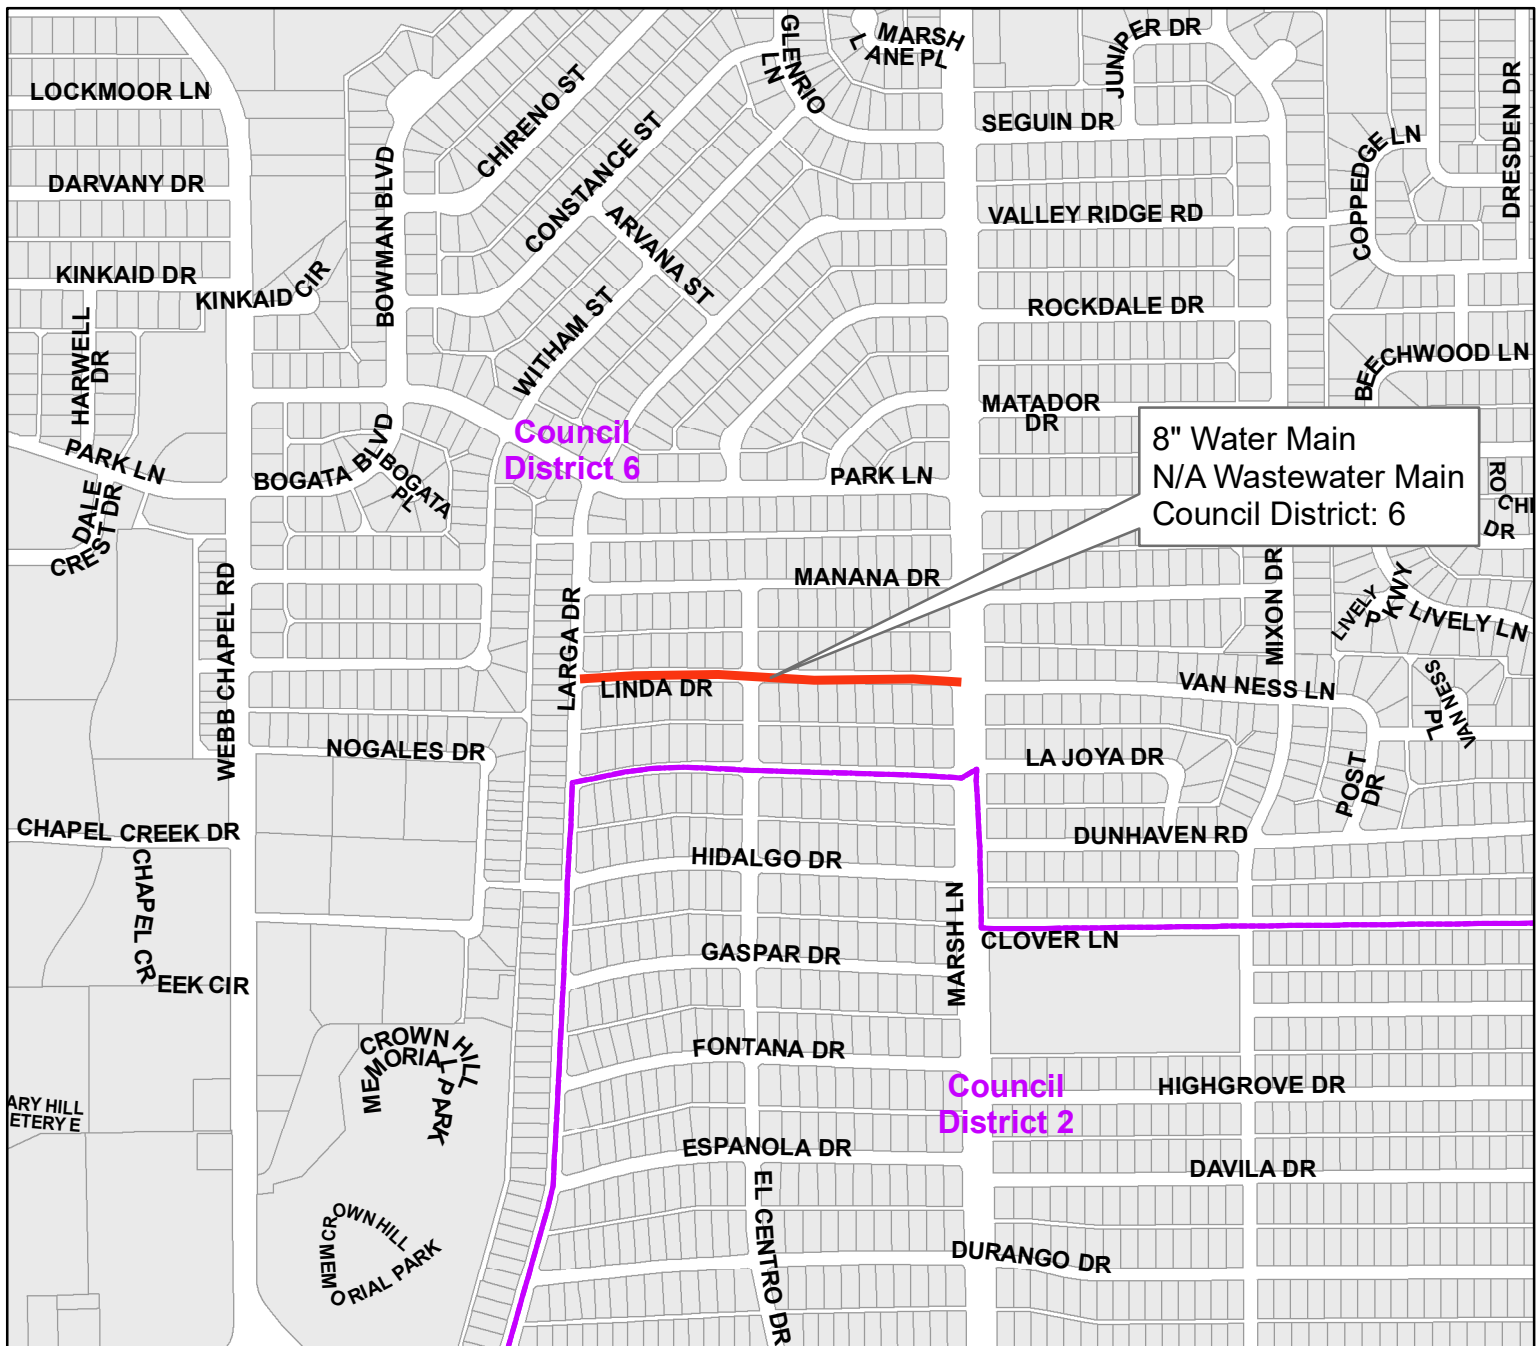 MARSH
LANE PL
GLENRIO
LN
JUNIPER DR
LOCKMOOR LN
CHIRENO ST
SEGUIN DR
DRESDEN DR
COPPEDGE LN
CONSTANCE ST
DARVANY DR
BOWMAN BLVD
ARVANA ST
VALLEY RIDGE RD
KINKAID DR
KINKAID CIR
ROCKDALE DR
HARWELL
DR
WITHAM ST
BEECHWOOD LN
MATADOR
DR
Council
District 6
8" Water Main
N/A Wastewater Main
Council District: 6
PARK LN
BOGATA BLVD
BOGATA
PL
PARK LN
DALE
CREST DR
RO
CHE
DR
MANANA DR
MIXON DR
LIVELY
PKWY
LIVELY LN
WEBB CHAPEL RD
LARGA DR
LINDA DR
VAN NESS LN
VAN NESS
PL
NOGALES DR
LA JOYA DR
POST
DR
CHAPEL CREEK DR
DUNHAVEN RD
CHAPEL CREEK CIR
HIDALGO DR
MARSH LN
CLOVER LN
GASPAR DR
CROWN HILL
MEMORIAL PARK
FONTANA DR
Council
District 2
HIGHGROVE DR
ARY HILL
ETERY E
ESPANOLA DR
DAVILA DR
EL CENTRO DR
CROWN HILL
MEMORIAL PARK
DURANGO DR